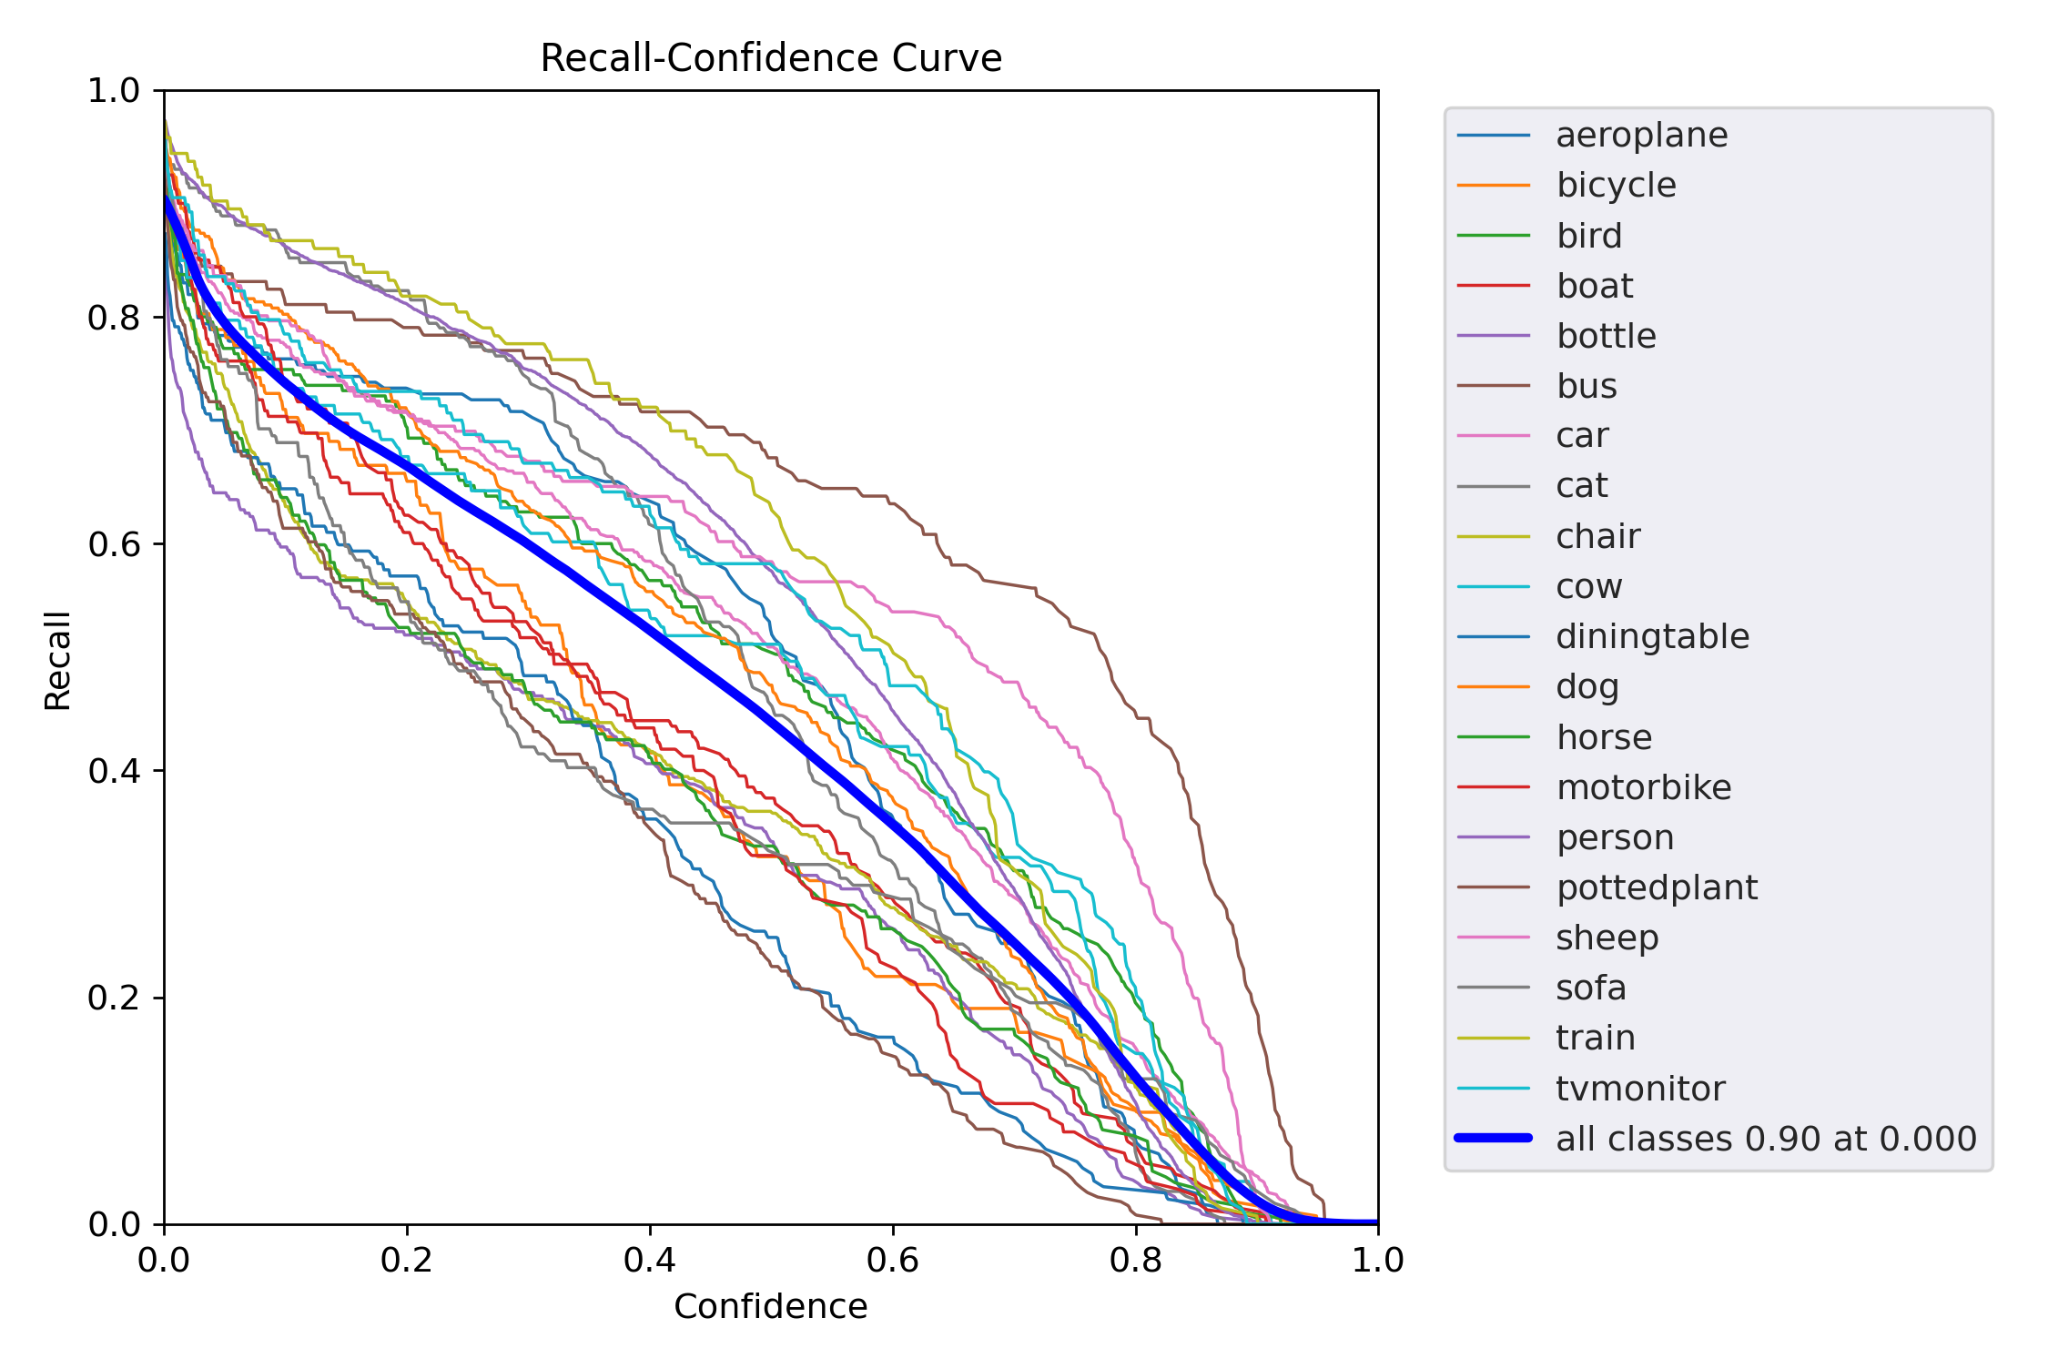 Recall-Confidence Curve
1.0
0.8
0.6
0.4
0.2
0.0
Recall
0.0 0.2 0.4 0.6 0.8 1.0
Confidence
aeroplane
bicycle
bird
boat
bottle
bus
car
cat
chair
cow
diningtable
dog
horse
motorbike
person
pottedplant
sheep
sofa
train
tvmonitor
all classes 0.90 at 0.000